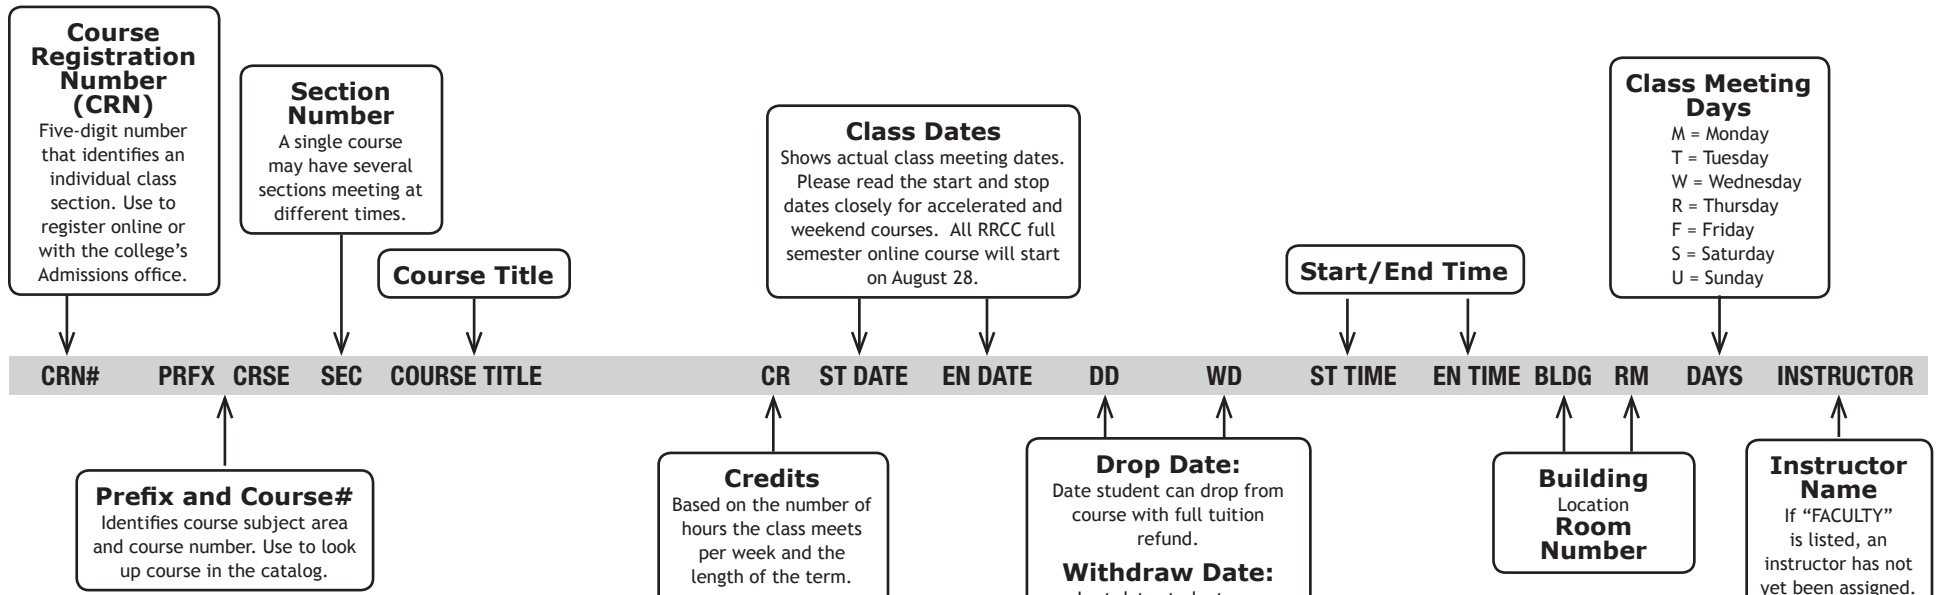 Course
Registration
Number
(CRN)
Five-digit number
that identifies an
individual class
section. Use to
register online or
with the college’s
Admissions office.
Section
Number
A single course
may have several
sections meeting at
different times.
Course Title
Class Dates
Shows actual class meeting dates.
Please read the start and stop
dates closely for accelerated and
weekend courses. All RRCC full
semester online course will start
on August 28.
Start/End Time
Class Meeting
Days
M = Monday
T = Tuesday
W = Wednesday
R = Thursday
F = Friday
S = Saturday
U = Sunday
CRN# PRFX CRSE SEC COURSE TITLE CR ST DATE EN DATE DD WD ST TIME EN TIME BLDG RM DAYS INSTRUCTOR
Prefix and Course#
Identifies course subject area
and course number. Use to look
up course in the catalog.
Credits
Based on the number of
hours the class meets
per week and the
length of the term.
Drop Date:
Date student can drop from
course with full tuition
refund.
Withdraw Date:
Building
Location
Room
Number
Instructor
Name
If “FACULTY”
is listed, an
instructor has not
yet been assigned.